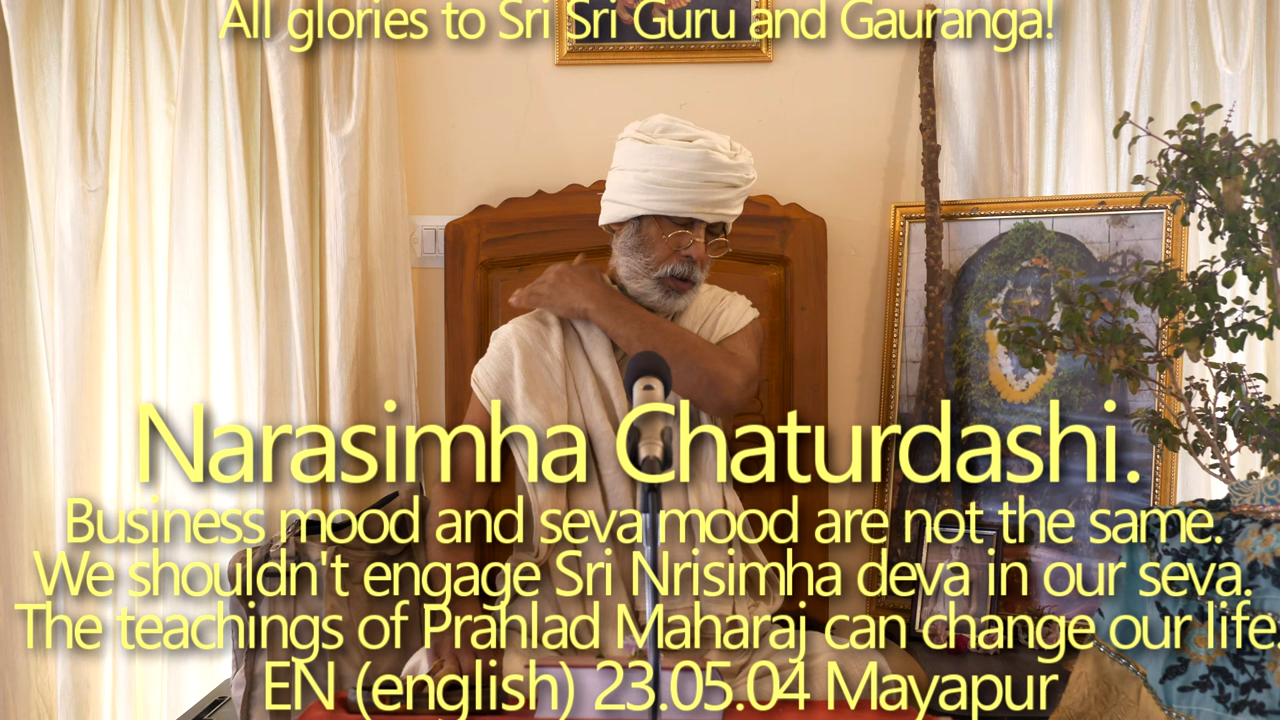 All glories to Sri Sri Guru and Gauranga!
Narasimha Chaturdashi.
Business mood and seva mood are not the same.
We shouldn't engage Sri Nrisimha deva in our seva.
The teachings of Prahlad Maharaj can change our life.
EN (english) 23.05.04 Mayapur